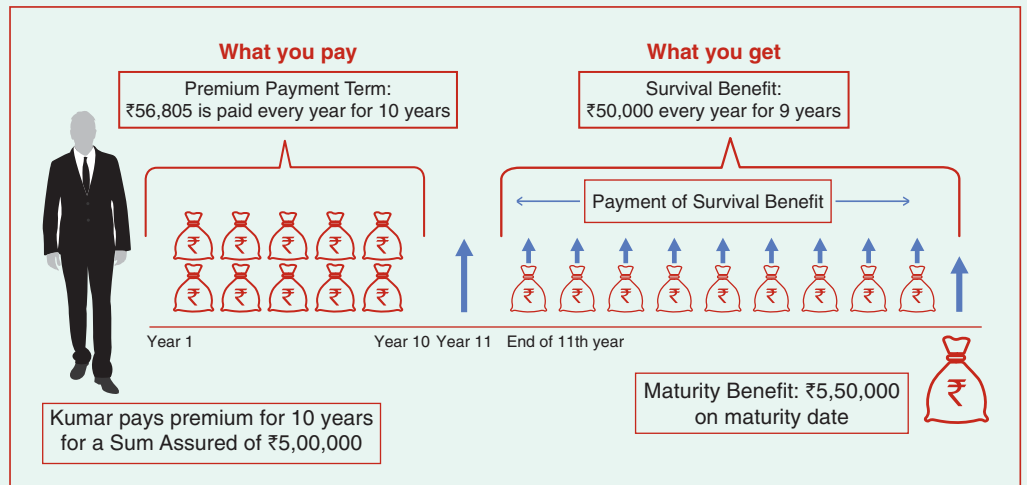 What you pay
Premium Payment Term:
₹56,805 is paid every year for 10 years
What you get
Survival Benefit:
₹50,000 every year for 9 years
Payment of Survival Benefit
₹ ₹ ₹ ₹ ₹
₹ ₹ ₹ ₹ ₹
₹ ₹ ₹ ₹ ₹ ₹ ₹ ₹ ₹
Year 1
Year 10
Year 11
End of 11th year
₹
Kumar pays premium for 10 years
for a Sum Assured of ₹5,00,000
Maturity Benefit: ₹5,50,000
on maturity date